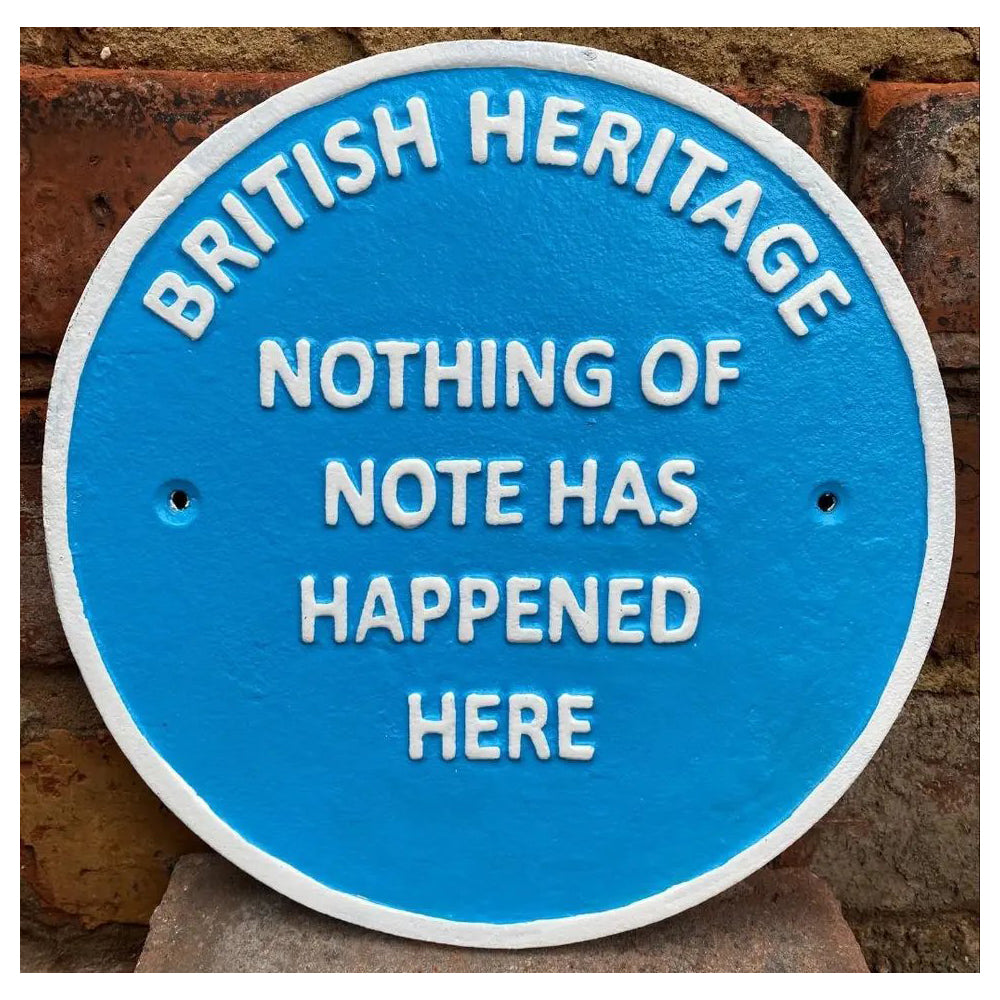 BRITISH HERITAGE
NOTHING OF
NOTE HAS
HAPPENED
HERE